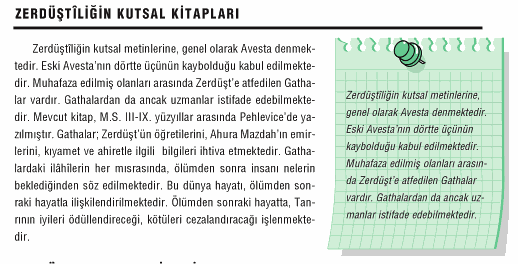 ZERDÜŞTÎLİĞİN KUTSAL KİTAPLARI
Zerdüştîliğin kutsal metinlerine, genel olarak Avesta denmek-
tedir. Eski Avesta'nın dörtte üçünün kaybolduğu kabul edilmekte-
dir. Muhafaza edilmiş olanları arasında Zerdüşt'e atfedilen Gatha-
lar vardır. Gathalardan da ancak uzmanlar istifade edebilmekte-
dir. Mevcut kitap, M.S. III-IX. yüzyıllar arasında Pehlevice'de ya-
zılmıştır. Gathalar; Zerdüşt'ün öğretilerini, Ahura Mazdah'ın emir-
lerini, kıyamet ve ahiretle ilgili bilgileri ihtiva etmektedir. Gatha-
lardaki ilâhîlerin her mısrasında, ölümden sonra insanı nelerin
beklediğinden söz edilmektedir. Bu dünya hayatı, ölümden son-
raki hayatla ilişkilendirilmektedir. Ölümden sonraki hayatta, Tan-
rının iyileri ödüllendireceği, kötüleri cezalandıracağı işlenmekte-
dir.
Zerdüştîliğin kutsal metinlerine,
genel olarak Avesta denmektedir.
Eski Avesta'nın dörtte üçünün
kaybolduğu kabul edilmektedir.
Muhafaza edilmiş olanları arasın-
da Zerdüşt'e atfedilen Gathalar
vardır. Gathalardan da ancak uz-
manlar istifade edebilmektedir.